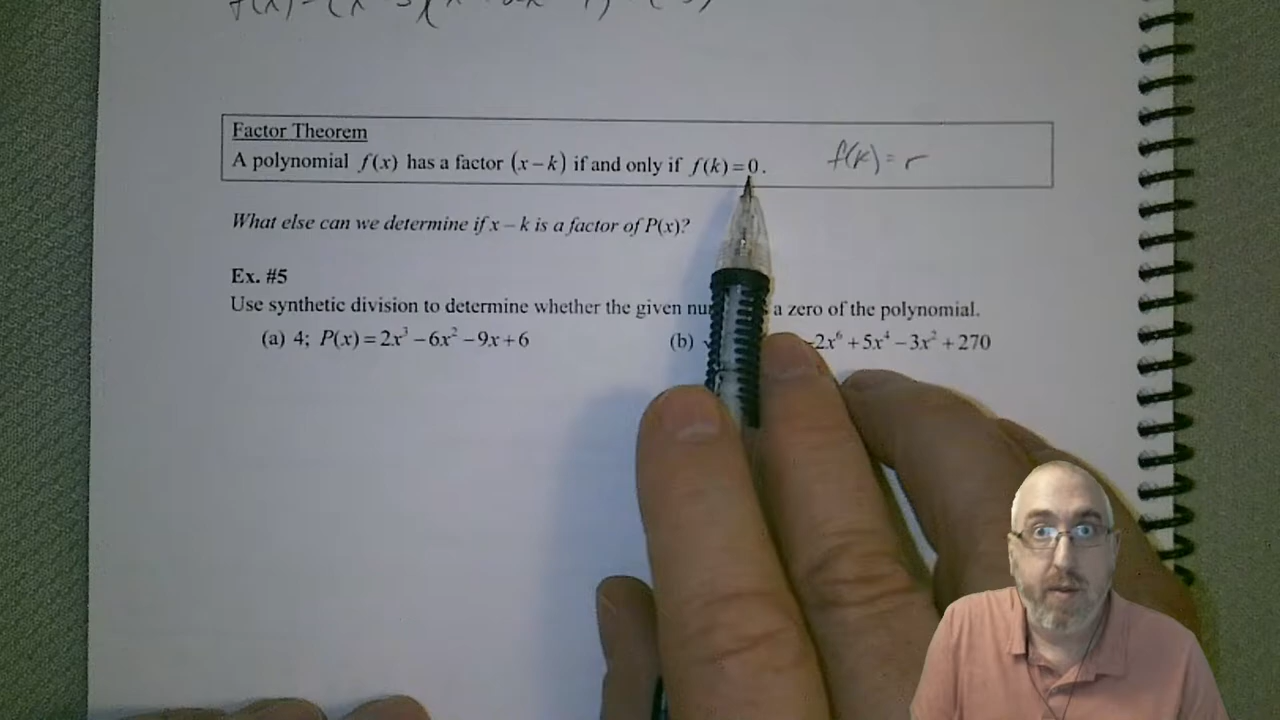 Factor Theorem
A polynomial f(x) has a factor (x − k) if and only if f(k) = 0. f(k) = r
What else can we determine if x − k is a factor of P(x)?
Ex. #5
Use synthetic division to determine whether the given a zero of the polynomial.
(a) 4; P(x) = 2x³ − 6x² − 9x + 6 (b) −2x⁶ + 5x⁴ − 3x² + 270